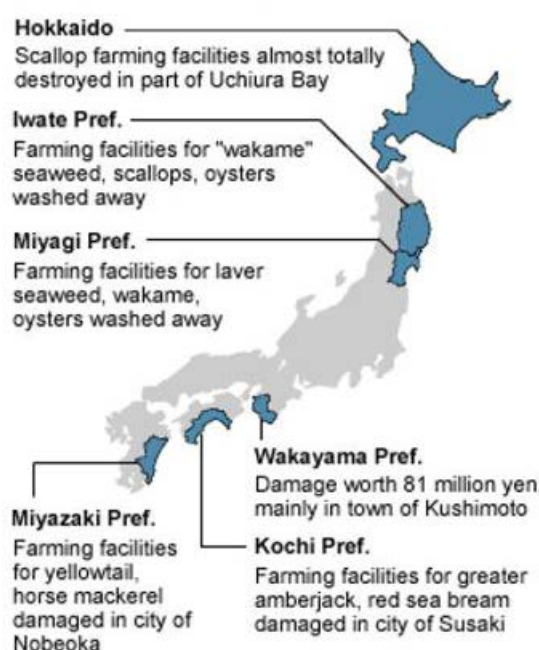 Hokkaido
Scallop farming facilities almost totally
destroyed in part of Uchiura Bay
Iwate Pref.
Farming facilities for "wakame"
seaweed, scallops, oysters
washed away
Miyagi Pref.
Farming facilities for laver
seaweed, wakame,
oysters washed away
Wakayama Pref.
Damage worth 81 million yen
mainly in town of Kushimoto
Miyazaki Pref.
Farming facilities
for yellowtail,
horse mackerel
damaged in city of
Nobeoka
Kochi Pref.
Farming facilities for greater
amberjack, red sea bream
damaged in city of Susaki